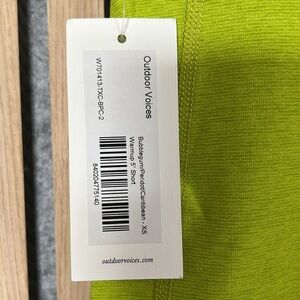 Outdoor Voices
Bubblegum/Peridot/Caribbean - XS
Warmup 5" Short
840204775140
W701413-TXC-BPC-2
outdoorvoices.com